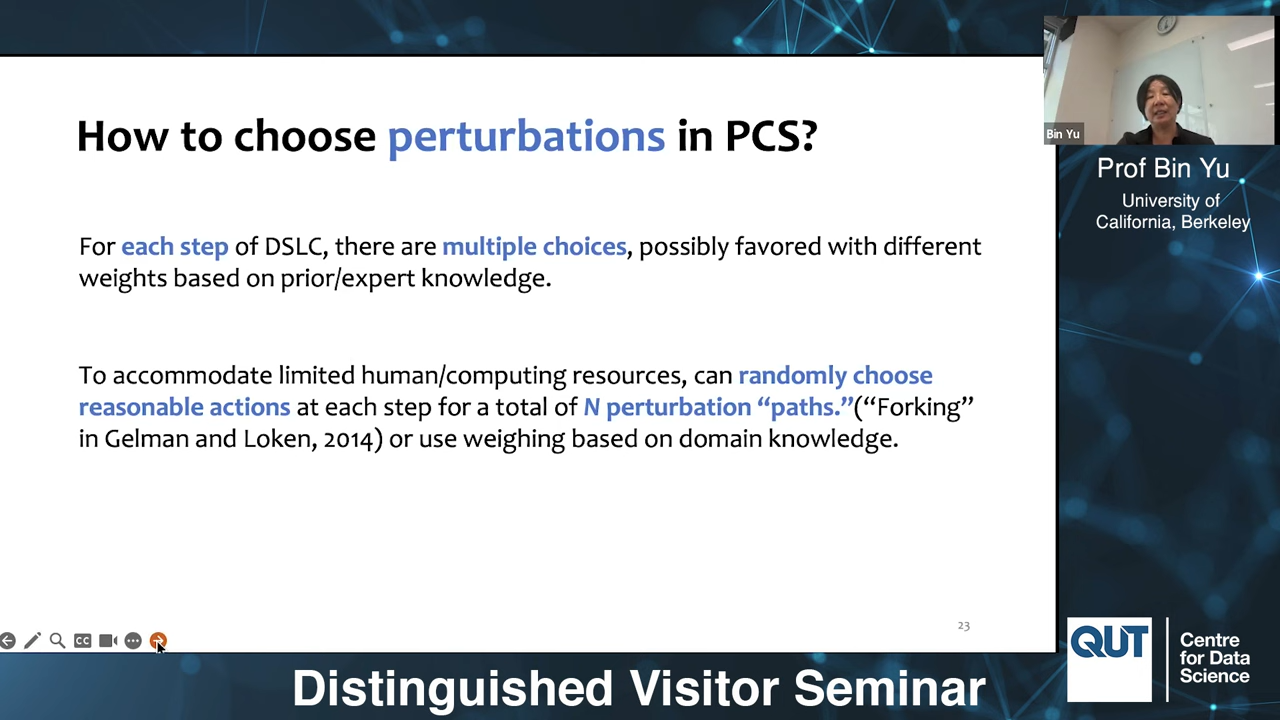 How to choose perturbations in PCS?
For each step of DSLC, there are multiple choices, possibly favored with different
weights based on prior/expert knowledge.
To accommodate limited human/computing resources, can randomly choose
reasonable actions at each step for a total of N perturbation “paths.”(“Forking”
in Gelman and Loken, 2014) or use weighing based on domain knowledge.
23
CC
Bin Yu
Prof Bin Yu
University of
California, Berkeley
QUT
Centre
for Data
Science
Distinguished Visitor Seminar